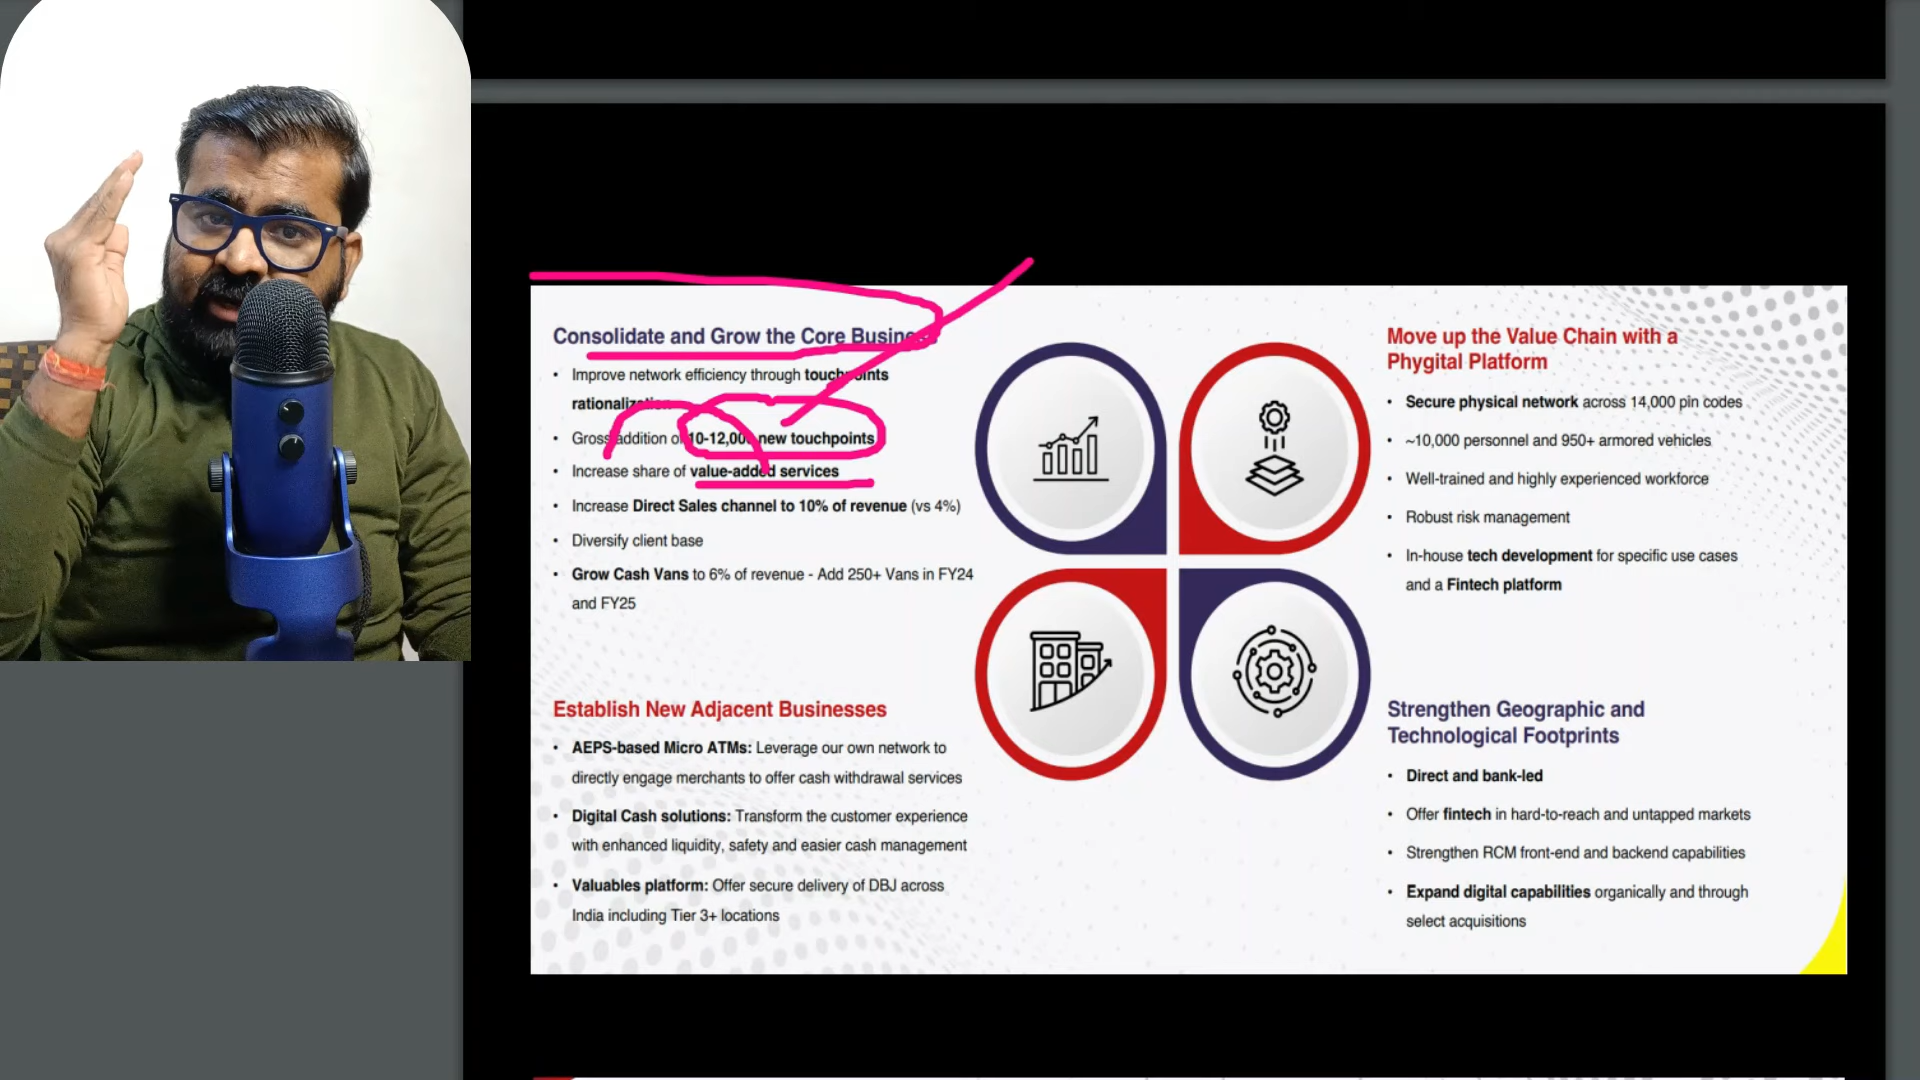 Consolidate and Grow the Core Busine
• Improve network efficiency through touchpoints
rationalization
• Gross addition of 10-12,000 new touchpoints
• Increase share of value-added services
• Increase Direct Sales channel to 10% of revenue (vs 4%)
• Diversify client base
• Grow Cash Vans to 6% of revenue - Add 250+ Vans in FY24
and FY25
Move up the Value Chain with a
Phygital Platform
• Secure physical network across 14,000 pin codes
• ~10,000 personnel and 950+ armored vehicles
• Well-trained and highly experienced workforce
• Robust risk management
• In-house tech development for specific use cases
and a Fintech platform
Establish New Adjacent Businesses
• AEPS-based Micro ATMs: Leverage our own network to
directly engage merchants to offer cash withdrawal services
• Digital Cash solutions: Transform the customer experience
with enhanced liquidity, safety and easier cash management
• Valuables platform: Offer secure delivery of DBJ across
India including Tier 3+ locations
Strengthen Geographic and
Technological Footprints
• Direct and bank-led
• Offer fintech in hard-to-reach and untapped markets
• Strengthen RCM front-end and backend capabilities
• Expand digital capabilities organically and through
select acquisitions